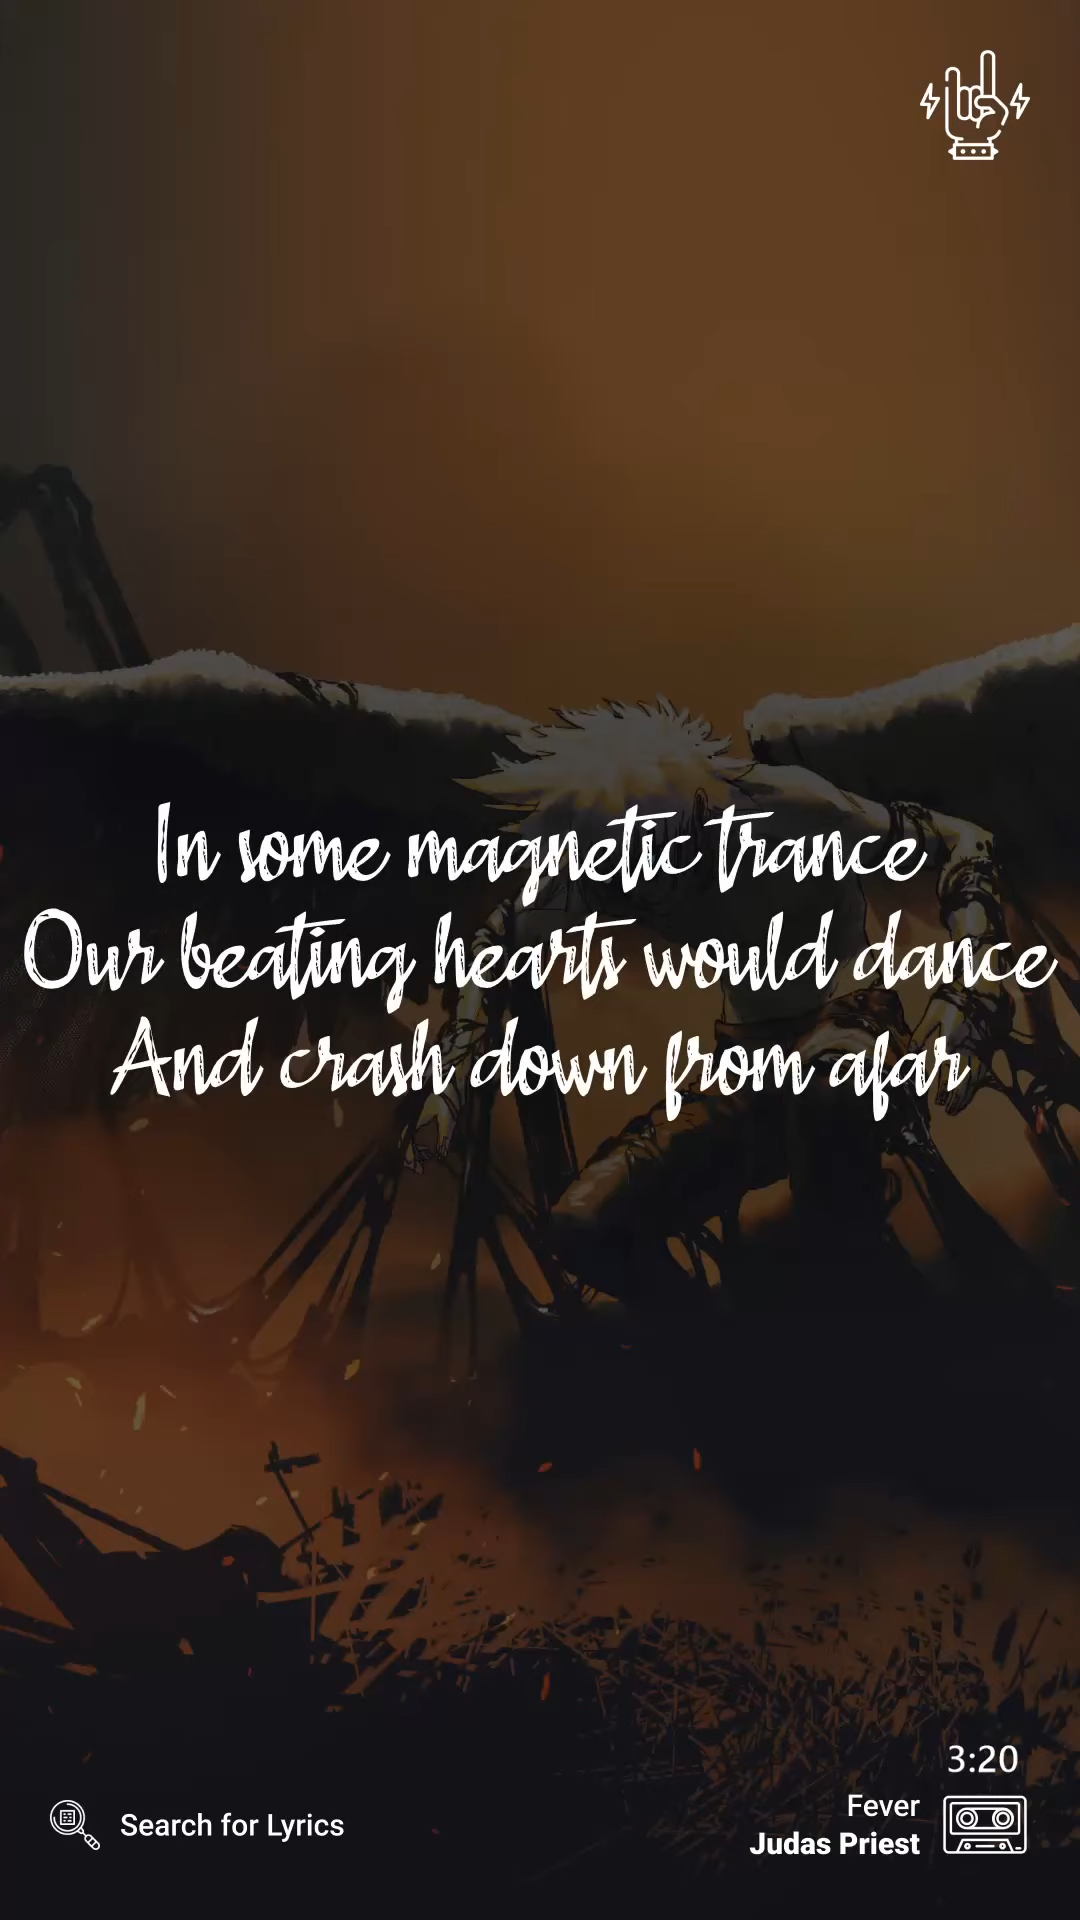 In some magnetic trance
Our beating hearts would dance
And crash down from afar
3:20
Search for Lyrics
Fever
Judas Priest